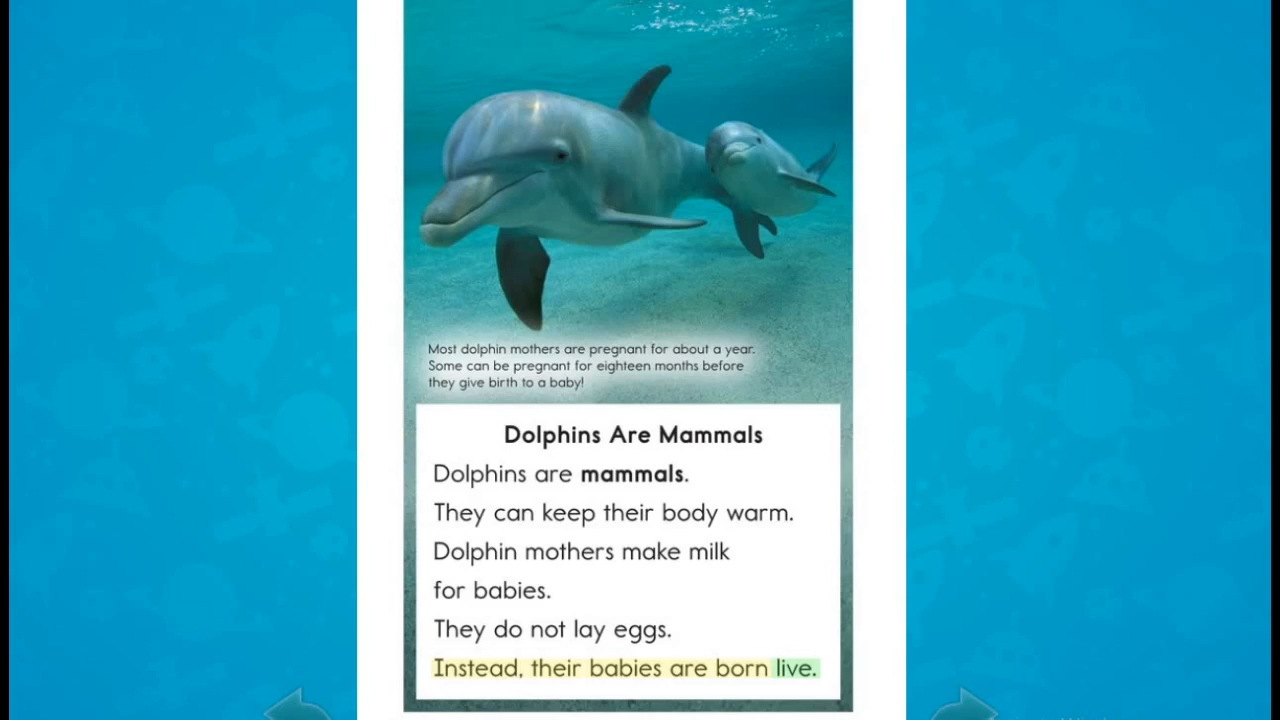 Most dolphin mothers are pregnant for about a year.
Some can be pregnant for eighteen months before
they give birth to a baby!
Dolphins Are Mammals
Dolphins are mammals.
They can keep their body warm.
Dolphin mothers make milk
for babies.
They do not lay eggs.
Instead, their babies are born live.